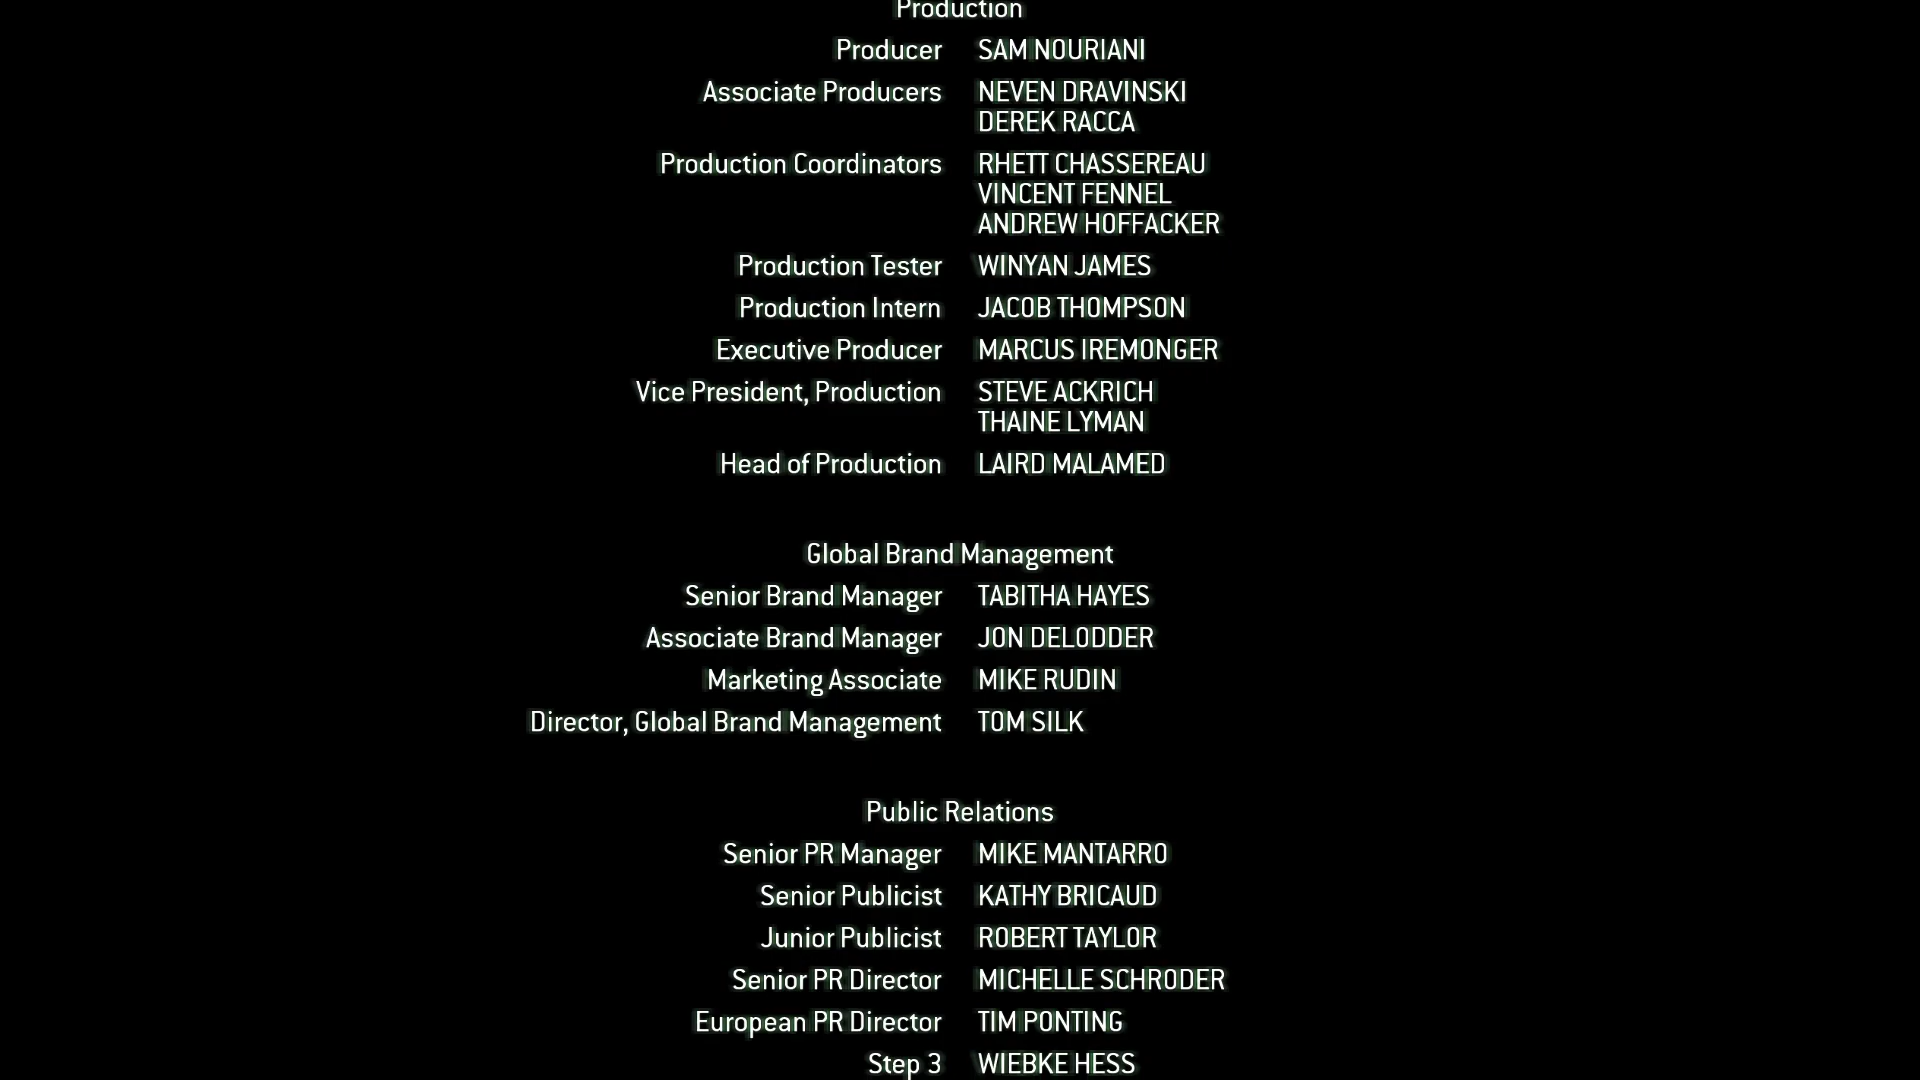 Production
Producer SAM NOURIANI
Associate Producers NEVEN DRAVINSKI
DEREK RACCA
Production Coordinators RHETT CHASSEREAU
VINCENT FENNEL
ANDREW HOFFACKER
Production Tester WINYAN JAMES
Production Intern JACOB THOMPSON
Executive Producer MARCUS IREMONGER
Vice President, Production STEVE ACKRICH
THAINE LYMAN
Head of Production LAIRD MALAMED
Global Brand Management
Senior Brand Manager TABITHA HAYES
Associate Brand Manager JON DELODDER
Marketing Associate MIKE RUDIN
Director, Global Brand Management TOM SILK
Public Relations
Senior PR Manager MIKE MANTARRO
Senior Publicist KATHY BRICAUD
Junior Publicist ROBERT TAYLOR
Senior PR Director MICHELLE SCHRODER
European PR Director TIM PONTING
Step 3 WIEBKE HESS